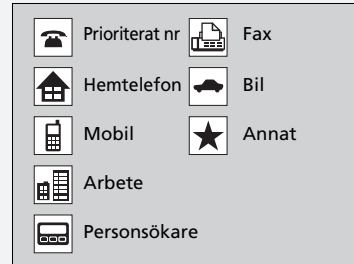 Prioriterat nr Fax
Hemtelefon Bil
Mobil Annat
Arbete
Personsökare